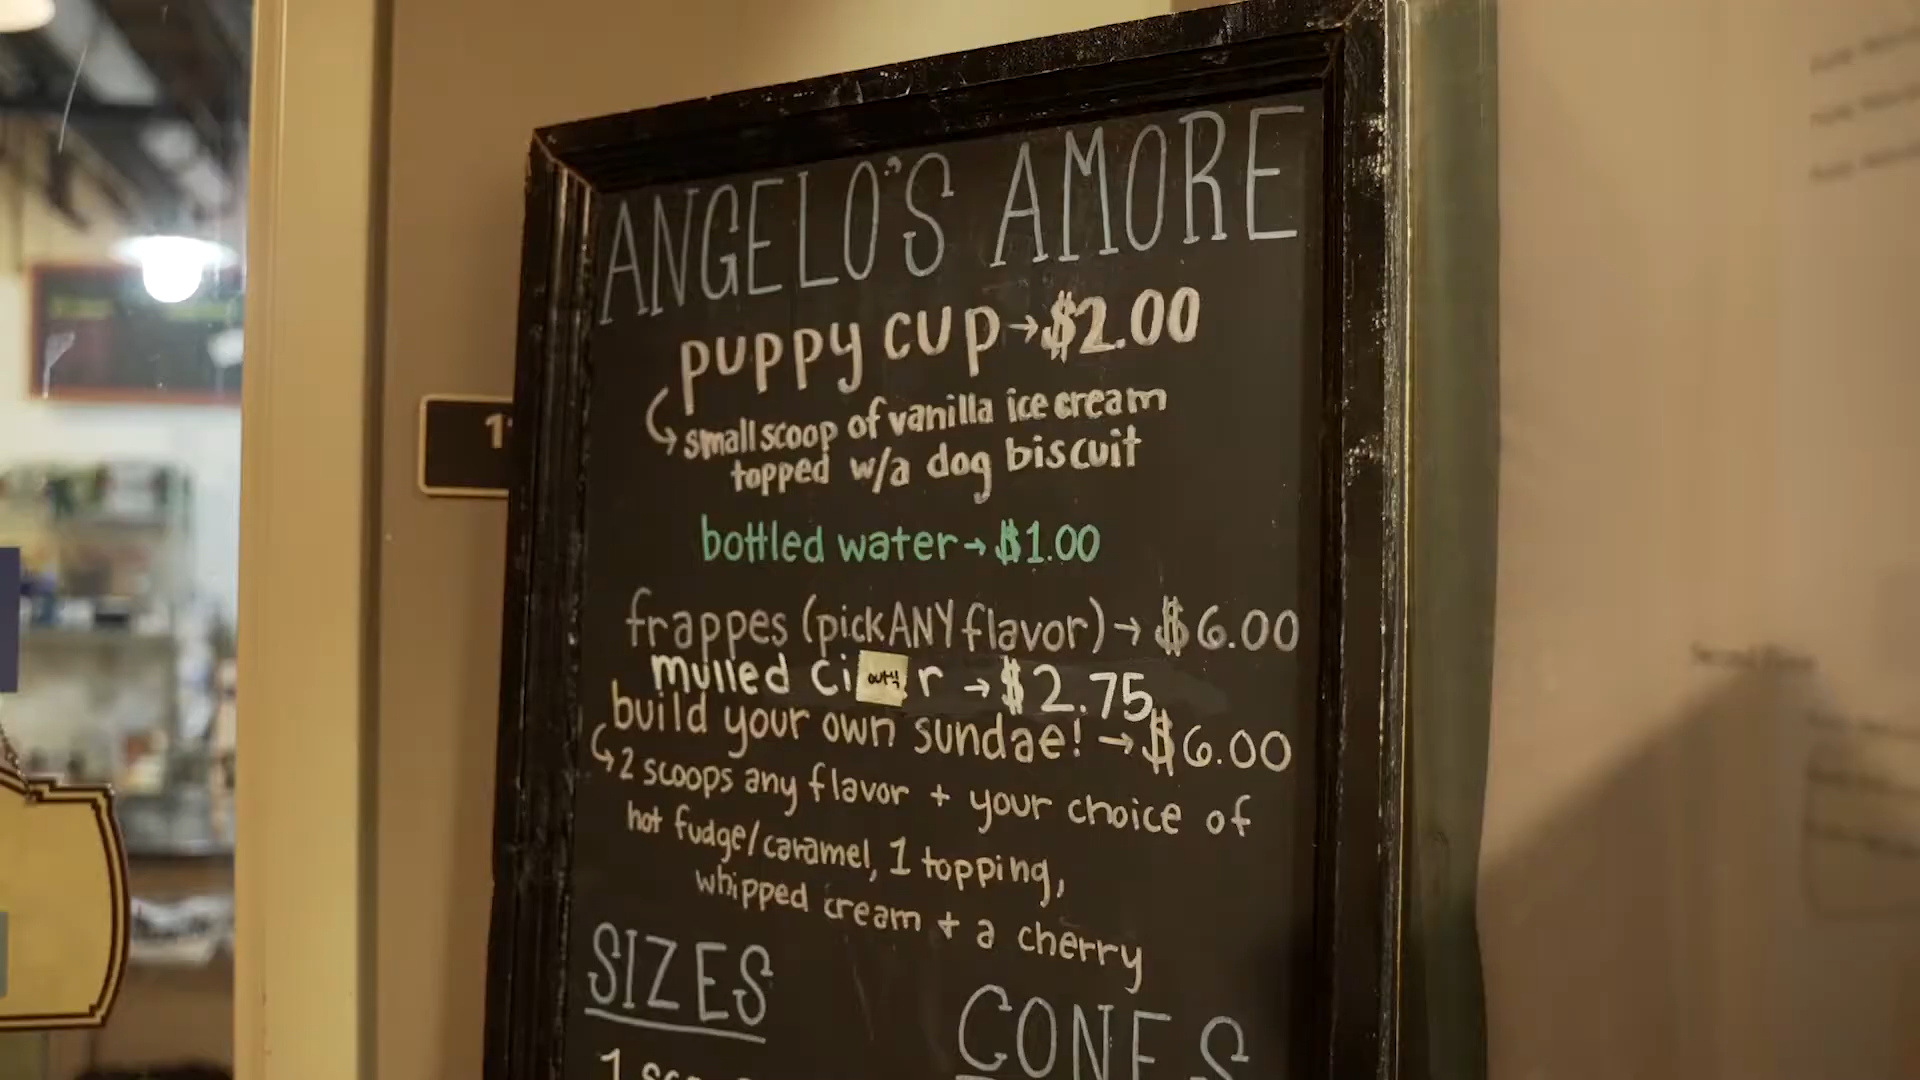 ANGELO'S AMORE
puppy cup→$2.00
↳small scoop of vanilla ice cream
topped w/a dog biscuit
bottled water→$1.00
frappes (pick ANY flavor)→$6.00
mulled ci r →$2.75
build your own sundae!→$6.00
↳2 scoops any flavor + your choice of
hot fudge/caramel, 1 topping,
whipped cream + a cherry
SIZES
CONES
1